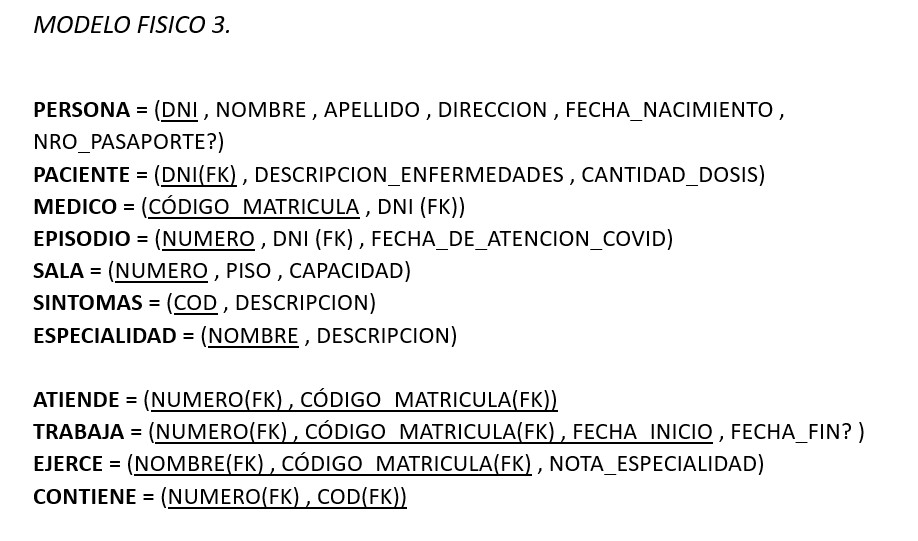 MODELO FISICO 3.
PERSONA = (DNI , NOMBRE , APELLIDO , DIRECCION , FECHA_NACIMIENTO ,
NRO_PASAPORTE?)
PACIENTE = (DNI(FK) , DESCRIPCION_ENFERMEDADES , CANTIDAD_DOSIS)
MEDICO = (CÓDIGO_MATRICULA , DNI (FK))
EPISODIO = (NUMERO , DNI (FK) , FECHA_DE_ATENCION_COVID)
SALA = (NUMERO , PISO , CAPACIDAD)
SINTOMAS = (COD , DESCRIPCION)
ESPECIALIDAD = (NOMBRE , DESCRIPCION)
ATIENDE = (NUMERO(FK) , CÓDIGO_MATRICULA(FK))
TRABAJA = (NUMERO(FK) , CÓDIGO_MATRICULA(FK) , FECHA_INICIO , FECHA_FIN? )
EJERCE = (NOMBRE(FK) , CÓDIGO_MATRICULA(FK) , NOTA_ESPECIALIDAD)
CONTIENE = (NUMERO(FK) , COD(FK))